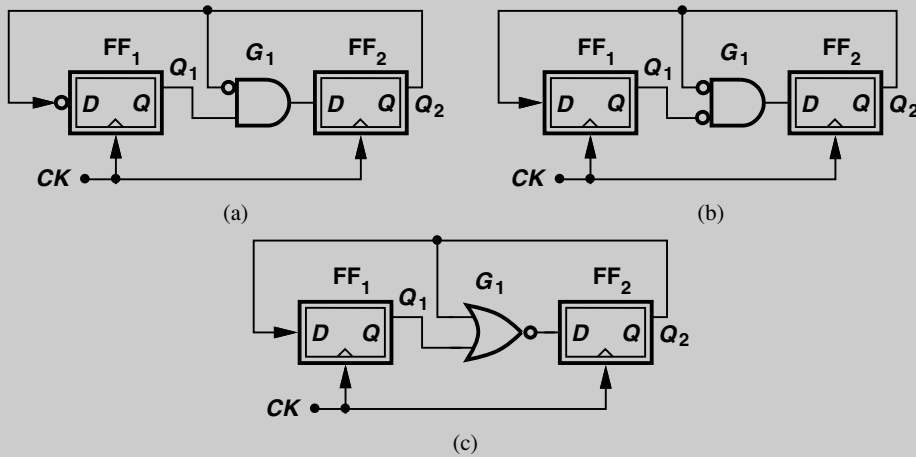 FF1 G1 FF2 FF1 G1 FF2
Q1 Q1
D Q D Q Q2 D Q D Q Q2
CK CK
(a) (b)
FF1 G1 FF2
Q1
D Q D Q Q2
CK
(c)